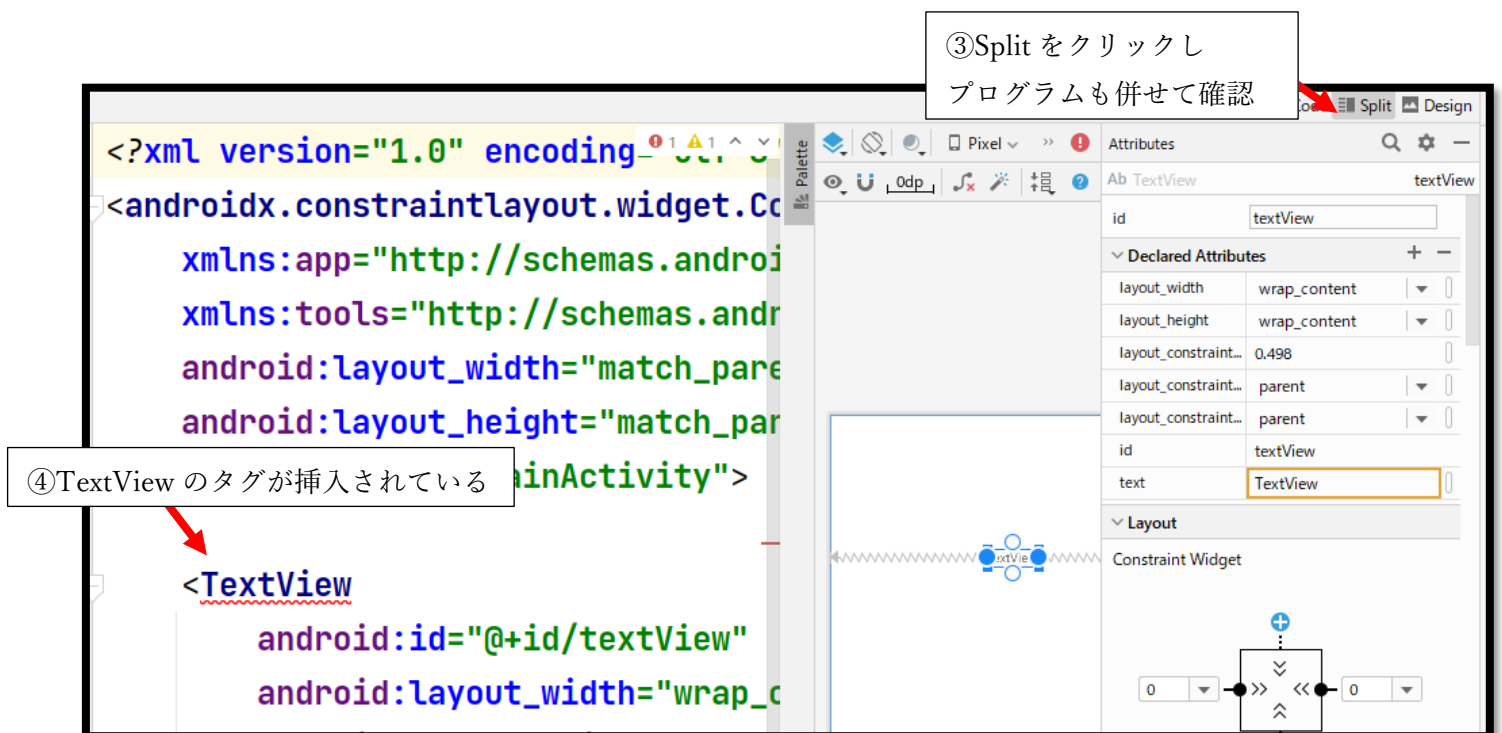 ③Split をクリックし
プログラムも併せて確認
Split Design
<?xml version="1.0" encoding=
1 1
<androidx.constraintlayout.widget.Co
xmlns:app="http://schemas.androi
xmlns:tools="http://schemas.andr
android:layout_width="match_pare
android:layout_height="match_par
ainActivity">
④TextView のタグが挿入されている
<TextView
android:id="@+id/textView"
android:layout_width="wrap_c
Palette
Pixel
0dp
Attributes
Ab TextView textView
id textView
Declared Attributes
layout_width wrap_content
layout_height wrap_content
layout_constraint... 0.498
layout_constraint... parent
layout_constraint... parent
id textView
text TextView
Layout
Constraint Widget
0 0